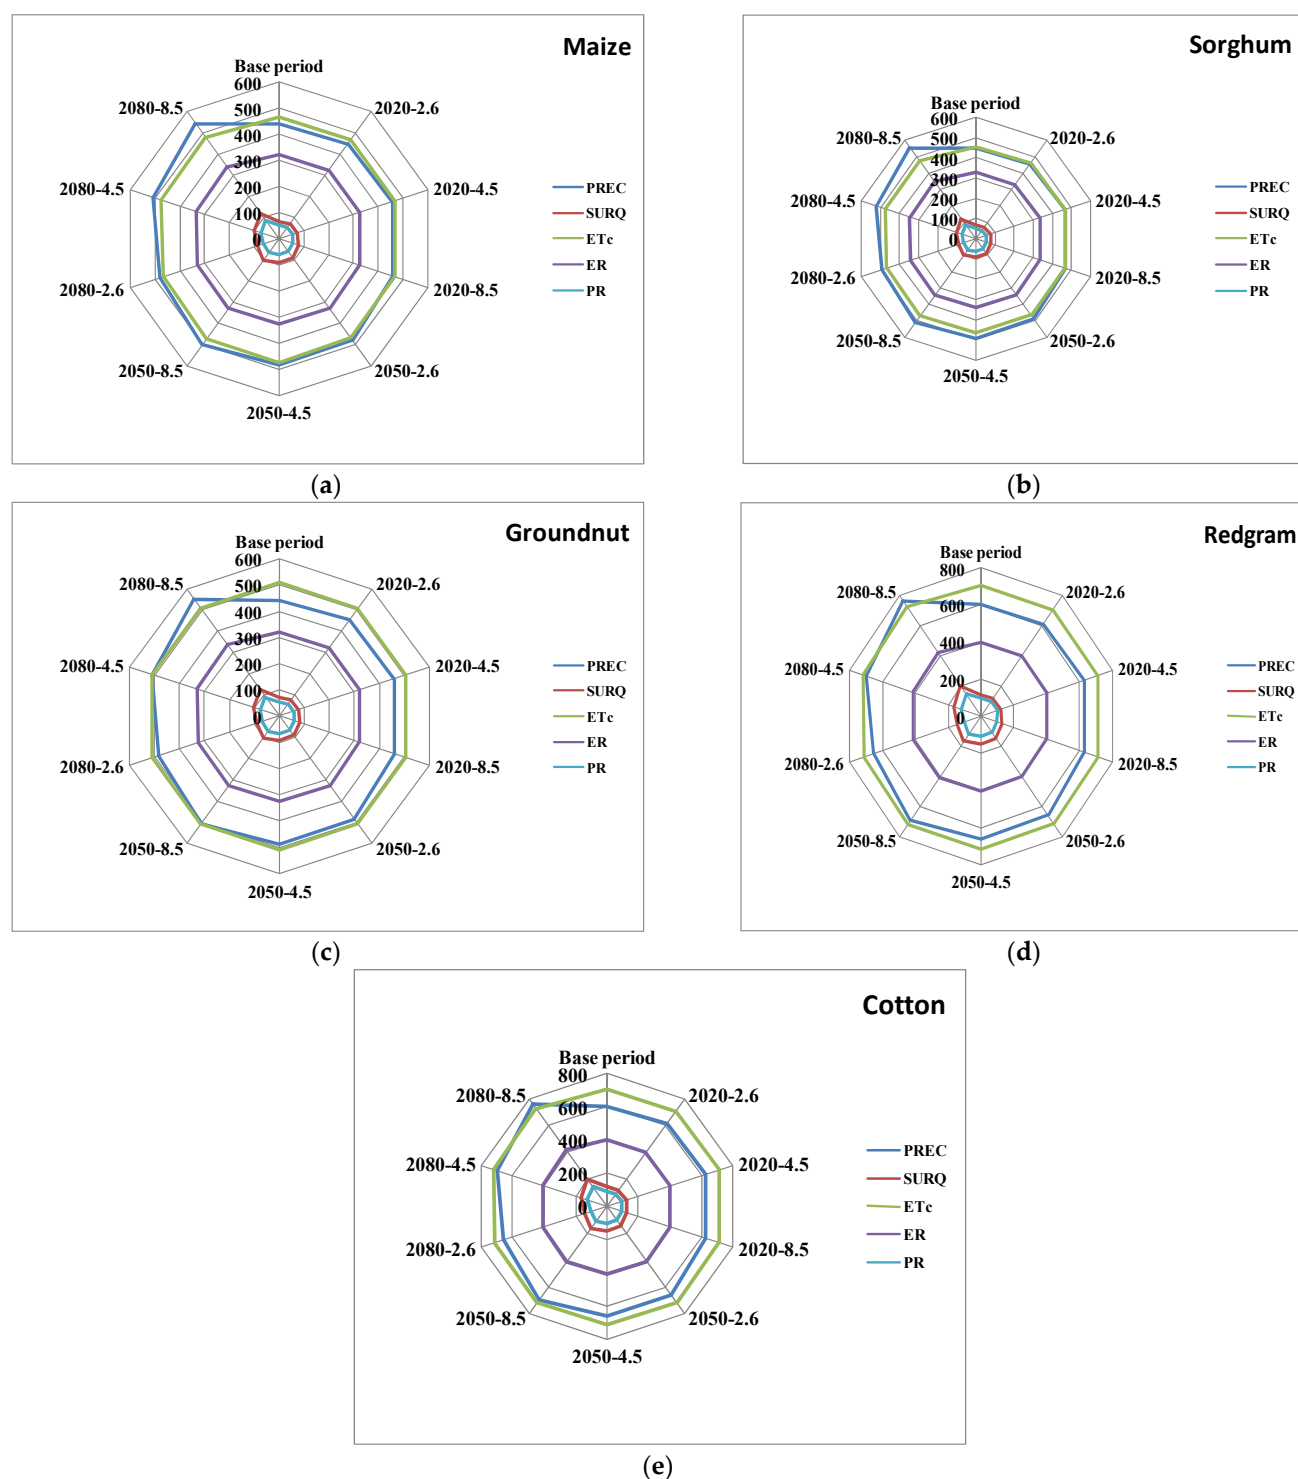 Maize
Base period
600
500
400
300
200
100
0
2020-2.6
2020-4.5
2020-8.5
2050-2.6
2050-4.5
2050-8.5
2080-2.6
2080-4.5
2080-8.5
PREC
SURQ
ETc
ER
PR
(a)
Sorghum
Base period
600
500
400
300
200
100
0
2020-2.6
2020-4.5
2020-8.5
2050-2.6
2050-4.5
2050-8.5
2080-2.6
2080-4.5
2080-8.5
PREC
SURQ
ETc
ER
PR
(b)
Groundnut
Base period
600
500
400
300
200
100
0
2020-2.6
2020-4.5
2020-8.5
2050-2.6
2050-4.5
2050-8.5
2080-2.6
2080-4.5
2080-8.5
PREC
SURQ
ETc
ER
PR
(c)
Redgram
Base period
800
600
400
200
0
2020-2.6
2020-4.5
2020-8.5
2050-2.6
2050-4.5
2050-8.5
2080-2.6
2080-4.5
2080-8.5
PREC
SURQ
ETc
ER
PR
(d)
Cotton
Base period
800
600
400
200
0
2020-2.6
2020-4.5
2020-8.5
2050-2.6
2050-4.5
2050-8.5
2080-2.6
2080-4.5
2080-8.5
PREC
SURQ
ETc
ER
PR
(e)